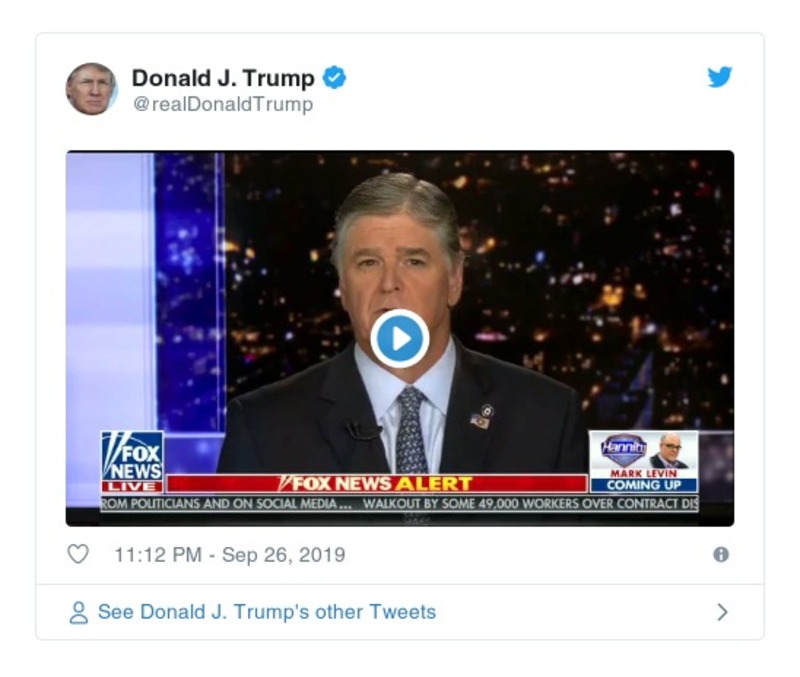 Donald J. Trump
@realDonaldTrump
FOX
NEWS
LIVE
FOX NEWS ALERT
Hannity
MARK LEVIN
COMING UP
ROM POLITICIANS AND ON SOCIAL MEDIA... WALKOUT BY SOME 49,000 WORKERS OVER CONTRACT DIS
11:12 PM - Sep 26, 2019
See Donald J. Trump's other Tweets